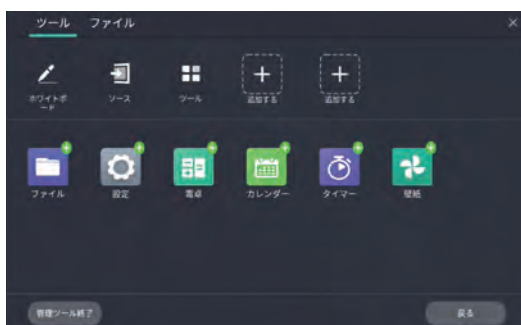 ツール ファイル
ホワイトボ
ード
ソース
ツール
追加する
追加する
ファイル
設定
電卓
カレンダー
タイマー
壁紙
管理ツール終了
戻る